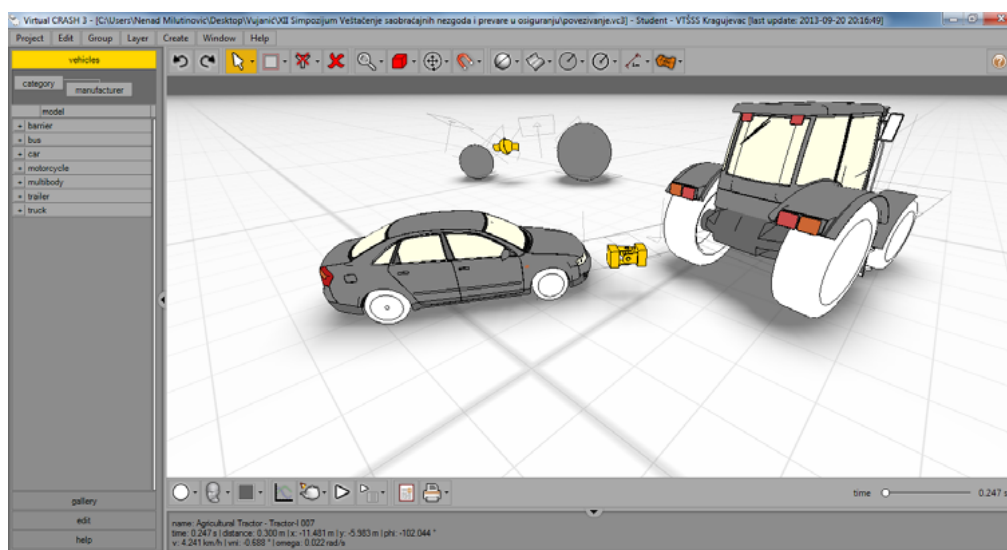 Virtual CRASH 3 - [C:\Users\Nenad Milutinovic\Desktop\Vujanić\XII Simpozijum Veštačenje saobraćajnih nezgoda i prevare u osiguranju\povezivanje.vc3] - Student - VTŠSS Kragujevac [last update: 2013-09-20 20:16:49]
Project Edit Group Layer Create Window Help
vehicles
category
manufacturer
model
+ barrier
+ bus
+ car
+ motorcycle
+ multibody
+ trailer
+ truck
gallery
edit
help
time 0.247 s
name: Agricultural Tractor - Tractor-I 007
time: 0.247 s | distance: 0.300 m | x: -11.481 m | y: -5.983 m | phi: -102.044 °
v: 4.241 km/h | vni: -0.688 ° | omega: 0.022 rad/s